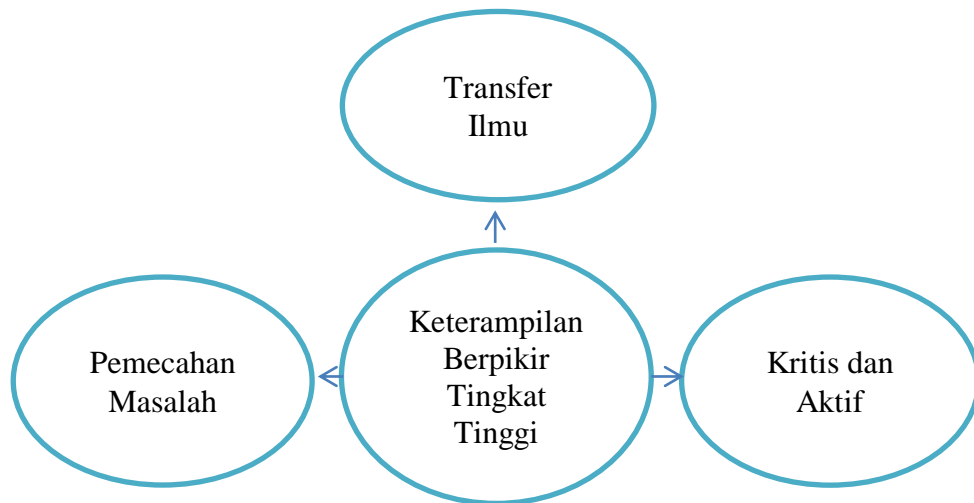 Transfer
Ilmu
Pemecahan
Masalah
Keterampilan
Berpikir
Tingkat
Tinggi
Kritis dan
Aktif